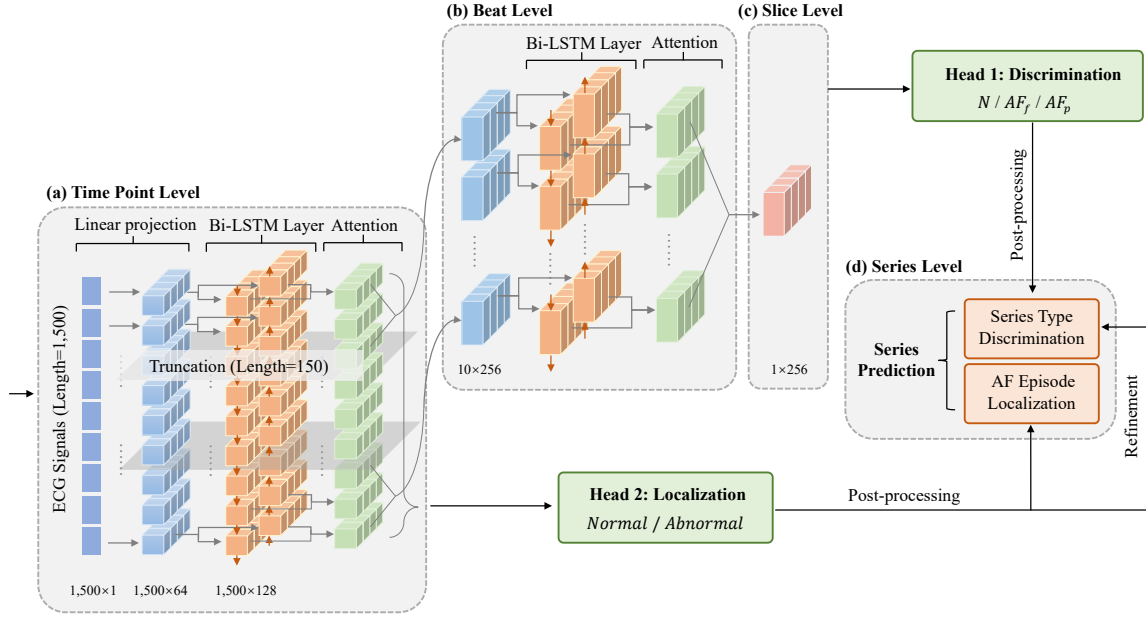 (a) Time Point Level
Linear projection
Bi-LSTM Layer
Attention
ECG Signals (Length=1,500)
Truncation (Length=150)
1,500×1
1,500×64
1,500×128
(b) Beat Level
Bi-LSTM Layer
Attention
10×256
(c) Slice Level
1×256
Head 1: Discrimination
N / AF_f / AF_p
Post-processing
(d) Series Level
Series
Prediction
Series Type
Discrimination
AF Episode
Localization
Refinement
Head 2: Localization
Normal / Abnormal
Post-processing